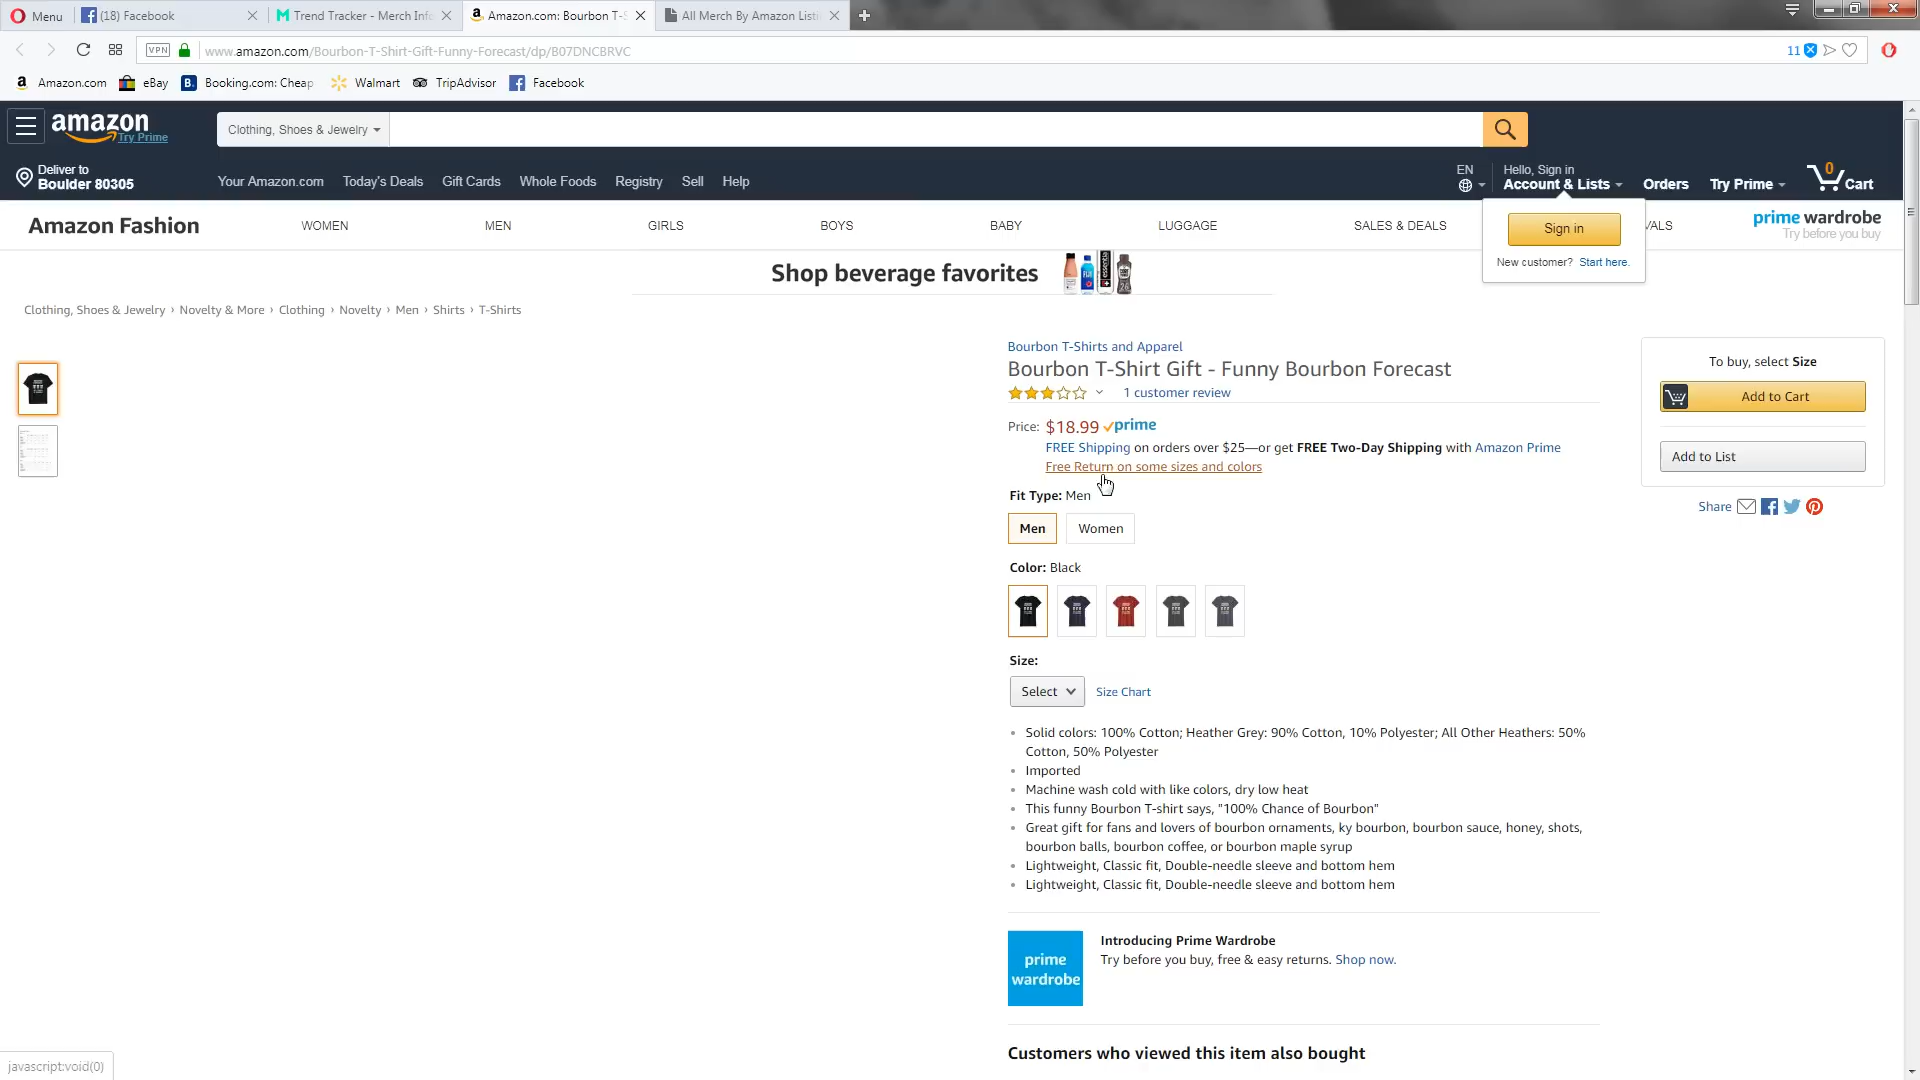 Menu
(18) Facebook
Trend Tracker - Merch Inf
Amazon.com: Bourbon T-S
All Merch By Amazon Listi
VPN
www.amazon.com/Bourbon-T-Shirt-Gift-Funny-Forecast/dp/B07DNCBRVC
11
Amazon.com
eBay
Booking.com: Cheap
Walmart
TripAdvisor
Facebook
amazon
Try Prime
Clothing, Shoes & Jewelry
Deliver to
Boulder 80305
Your Amazon.com
Today's Deals
Gift Cards
Whole Foods
Registry
Sell
Help
EN
Hello, Sign in
Account & Lists
Orders
Try Prime
0
Cart
Amazon Fashion
WOMEN
MEN
GIRLS
BOYS
BABY
LUGGAGE
SALES & DEALS
VALS
prime wardrobe
Try before you buy
Sign in
New customer? Start here.
Shop beverage favorites
Clothing, Shoes & Jewelry › Novelty & More › Clothing › Novelty › Men › Shirts › T-Shirts
Bourbon T-Shirts and Apparel
Bourbon T-Shirt Gift - Funny Bourbon Forecast
1 customer review
Price: $18.99 prime
FREE Shipping on orders over $25—or get FREE Two-Day Shipping with Amazon Prime
Free Return on some sizes and colors
Fit Type: Men
Men
Women
Color: Black
Size:
Select
Size Chart
Solid colors: 100% Cotton; Heather Grey: 90% Cotton, 10% Polyester; All Other Heathers: 50%
Cotton, 50% Polyester
Imported
Machine wash cold with like colors, dry low heat
This funny Bourbon T-shirt says, "100% Chance of Bourbon"
Great gift for fans and lovers of bourbon ornaments, ky bourbon, bourbon sauce, honey, shots,
bourbon balls, bourbon coffee, or bourbon maple syrup
Lightweight, Classic fit, Double-needle sleeve and bottom hem
Lightweight, Classic fit, Double-needle sleeve and bottom hem
prime
wardrobe
Introducing Prime Wardrobe
Try before you buy, free & easy returns. Shop now.
Customers who viewed this item also bought
To buy, select Size
Add to Cart
Add to List
Share
javascript:void(0)